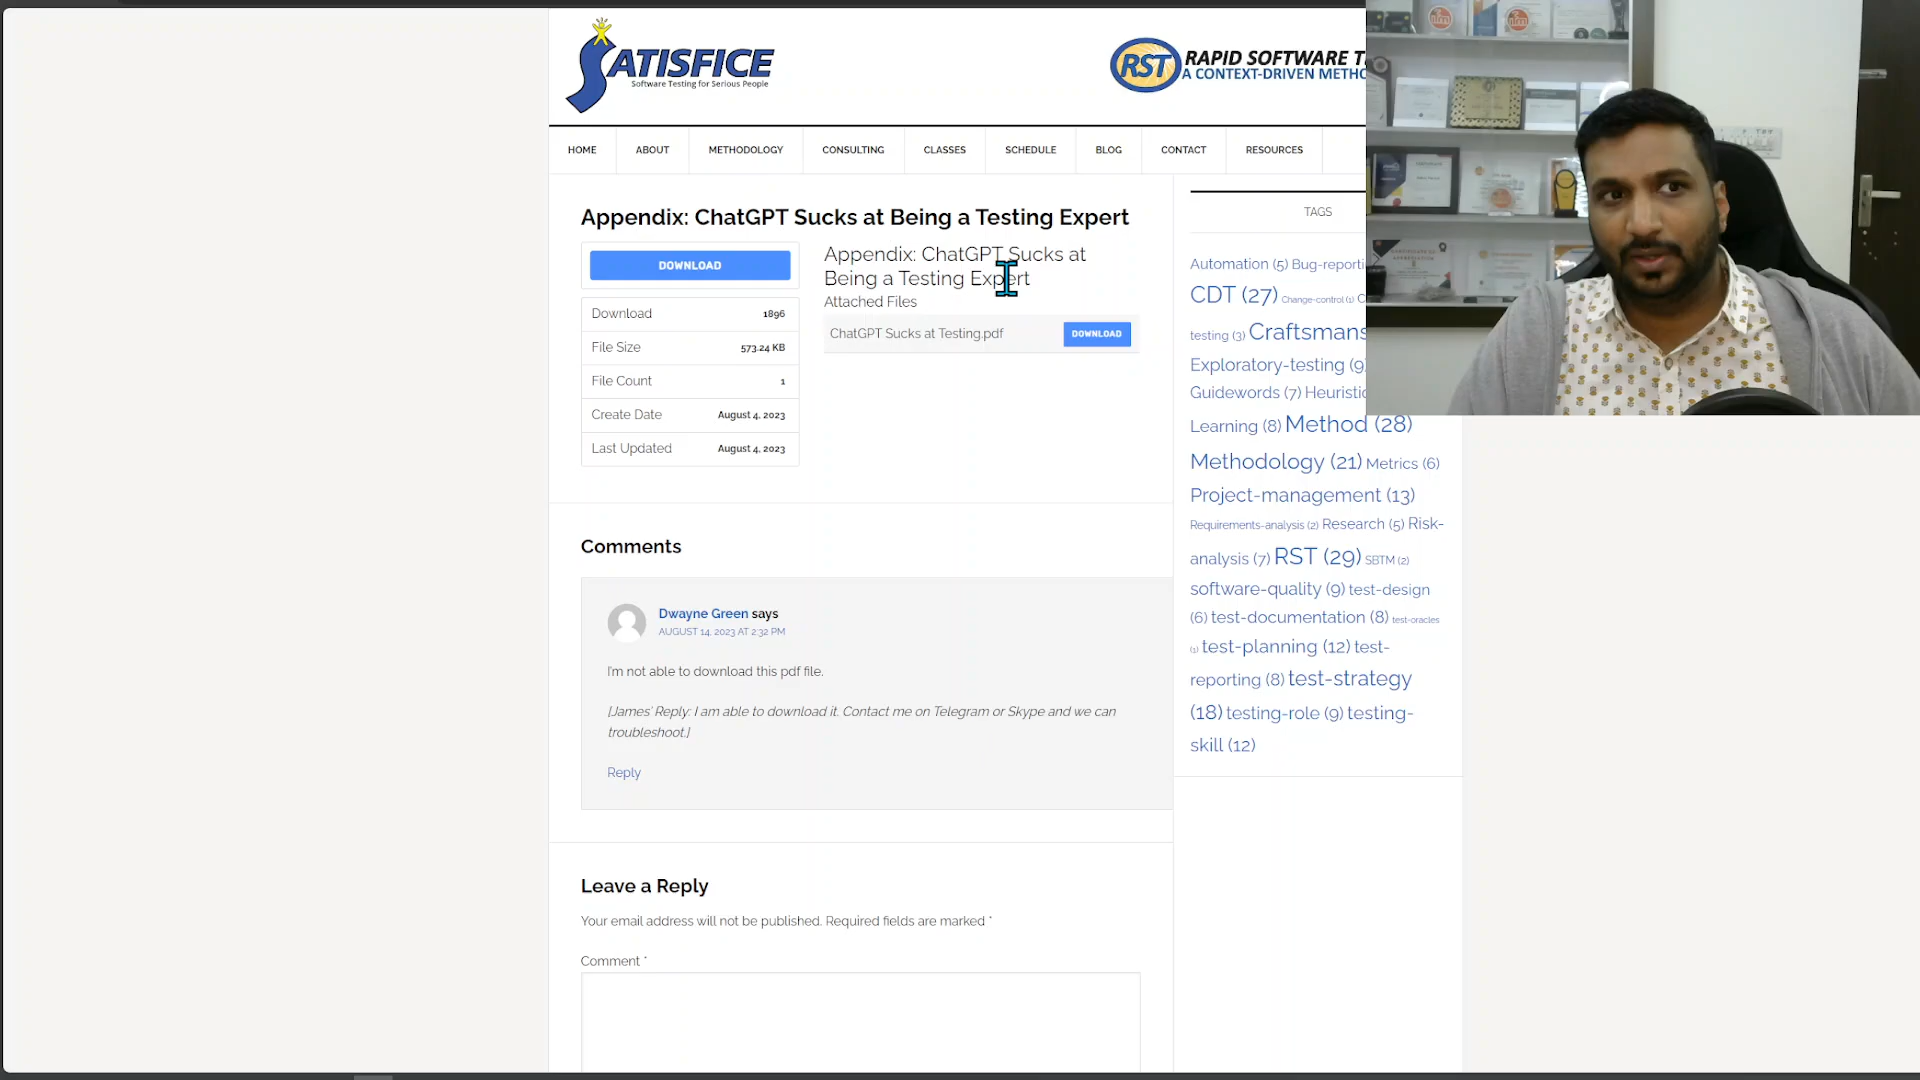 SATISFICE
Software Testing for Serious People
RST RAPID SOFTWARE T
A CONTEXT-DRIVEN METHO
HOME ABOUT METHODOLOGY CONSULTING CLASSES SCHEDULE BLOG CONTACT RESOURCES
Appendix: ChatGPT Sucks at Being a Testing Expert
DOWNLOAD
Download 1896
File Size 573.24 KB
File Count 1
Create Date August 4, 2023
Last Updated August 4, 2023
Appendix: ChatGPT Sucks at
Being a Testing Expert
Attached Files
ChatGPT Sucks at Testing.pdf DOWNLOAD
Comments
Dwayne Green says
AUGUST 14, 2023 AT 2:32 PM
I'm not able to download this pdf file.
[James' Reply: I am able to download it. Contact me on Telegram or Skype and we can
troubleshoot.]
Reply
Leave a Reply
Your email address will not be published. Required fields are marked *
Comment *
TAGS
Automation (5) Bug-reporti
CDT (27) Change-control (1) C
testing (3) Craftsmans
Exploratory-testing (9)
Guidewords (7) Heuristic
Learning (8) Method (28)
Methodology (21) Metrics (6)
Project-management (13)
Requirements-analysis (2) Research (5) Risk-
analysis (7) RST (29) SBTM (2)
software-quality (9) test-design
(6) test-documentation (8) test-oracles
(1) test-planning (12) test-
reporting (8) test-strategy
(18) testing-role (9) testing-
skill (12)